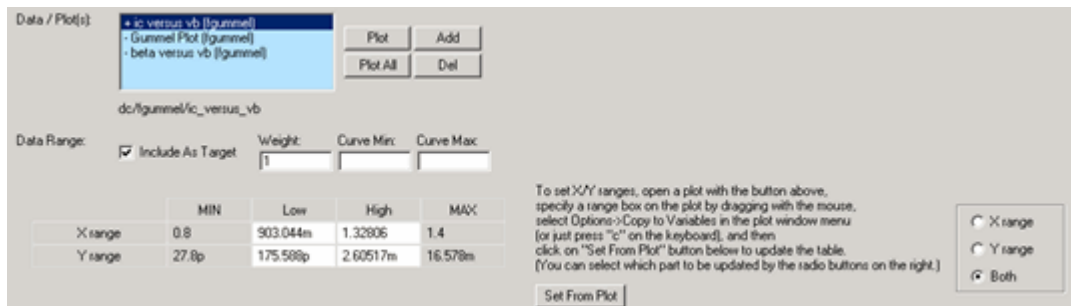 Data / Plot(s):
+ ic versus vb (fgummel)
- Gummel Plot (fgummel)
- beta versus vb (fgummel)
Plot Add
Plot All Del
dc/fgummel/ic_versus_vb
Data Range:
Include As Target
Weight: Curve Min: Curve Max:
1
MIN Low High MAX
X range 0.8 903.044m 1.32806 1.4
Y range 27.8p 175.588p 2.60517m 16.578m
To set X/Y ranges, open a plot with the button above,
specify a range box on the plot by dragging with the mouse,
select Options->Copy to Variables in the plot window menu
(or just press "c" on the keyboard), and then
click on "Set From Plot" button below to update the table.
(You can select which part to be updated by the radio buttons on the right.)
Set From Plot
X range
Y range
Both